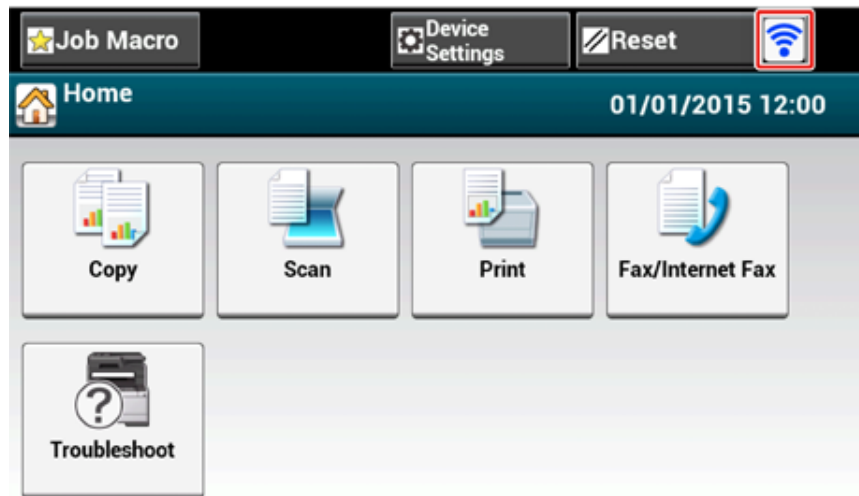 Job Macro
Device
Settings
Reset
Home
01/01/2015 12:00
Copy
Scan
Print
Fax/Internet Fax
?
Troubleshoot